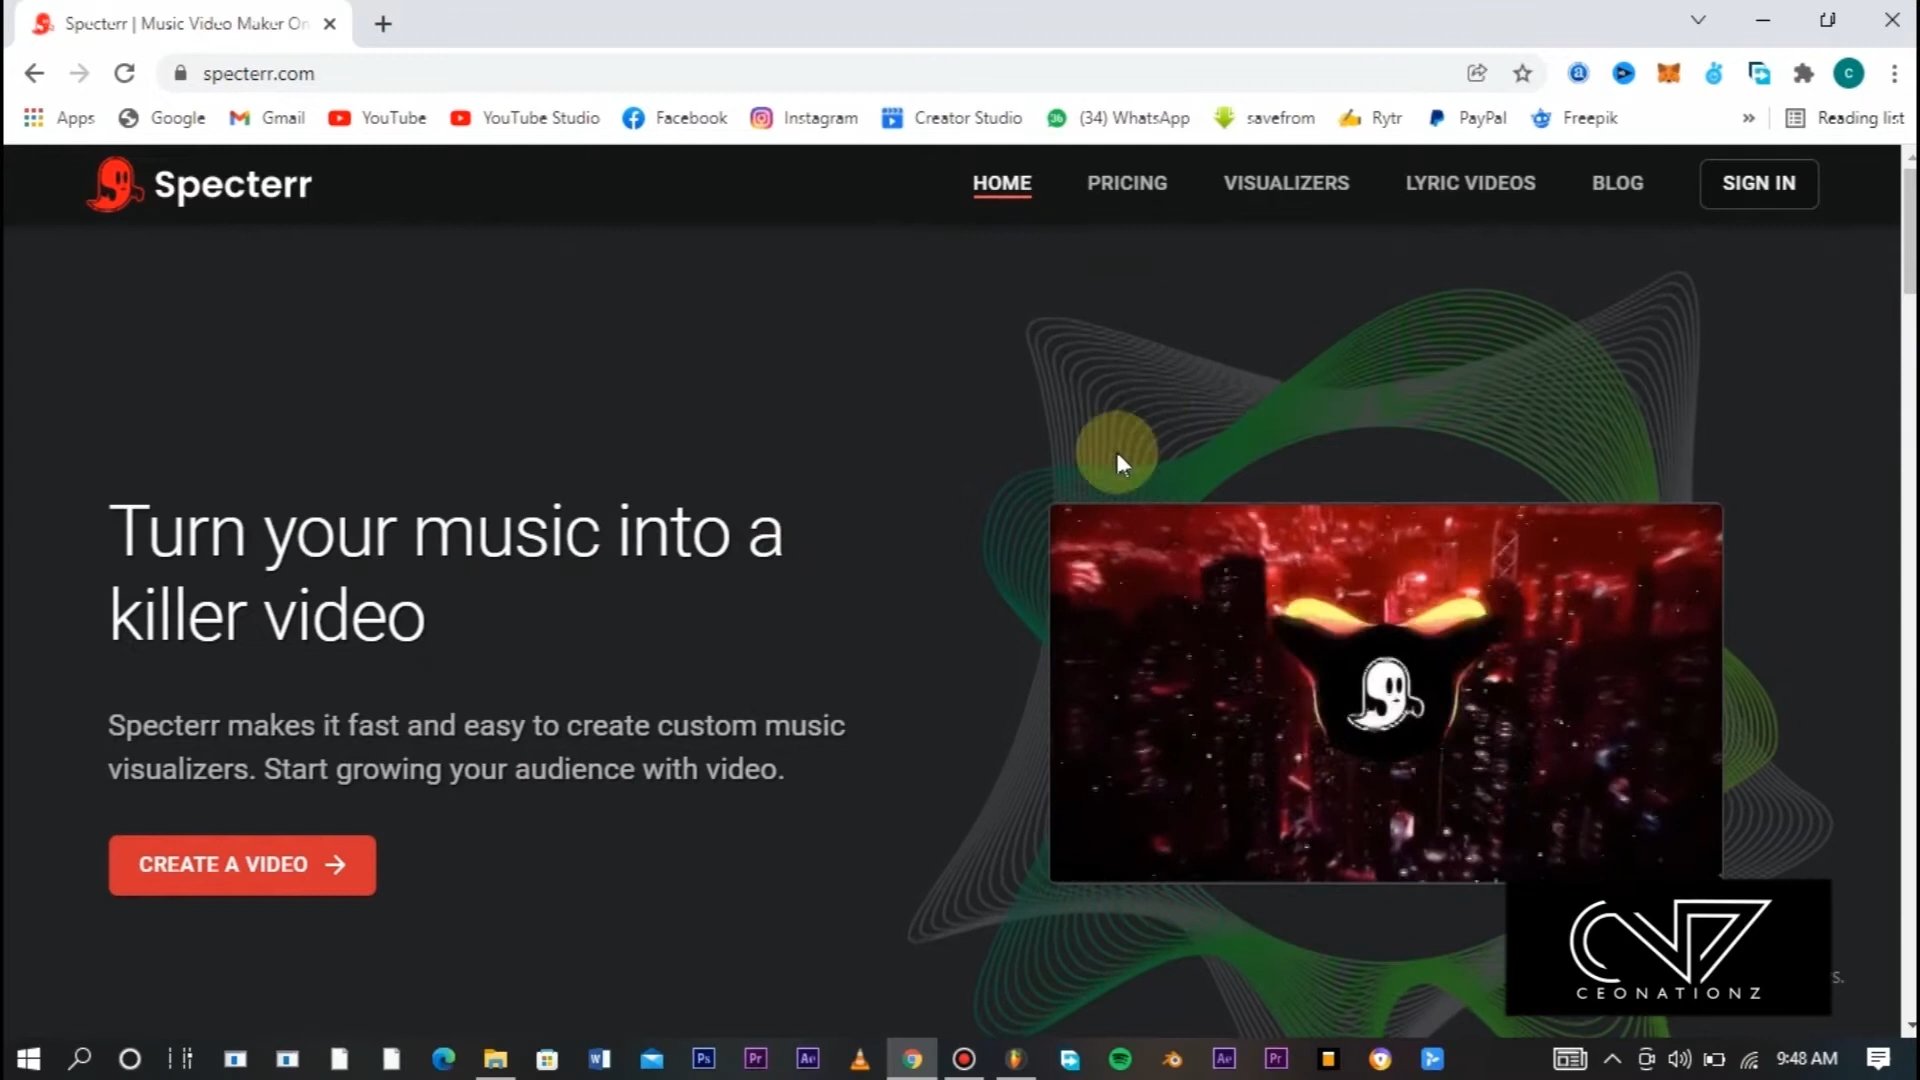 Specterr | Music Video Maker On
specterr.com
Apps Google Gmail YouTube YouTube Studio Facebook Instagram Creator Studio (34) WhatsApp savefrom Rytr PayPal Freepik » Reading list
Specterr HOME PRICING VISUALIZERS LYRIC VIDEOS BLOG SIGN IN
Turn your music into a
killer video
Specterr makes it fast and easy to create custom music
visualizers. Start growing your audience with video.
CREATE A VIDEO
CEONATIONZ
s.
9:48 AM